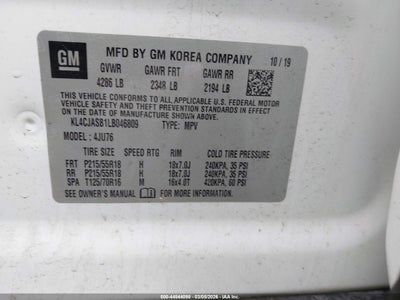 GM
MFD BY GM KOREA COMPANY 10/19
GVWR GAWR FRT GAWR RR
4286 LB 2348 LB 2194 LB
THIS VEHICLE CONFORMS TO ALL APPLICABLE U.S. FEDERAL MOTOR
VEHICLE SAFETY, BUMPER, AND THEFT PREVENTION STANDARDS IN
EFFECT ON THE DATE OF MANUFACTURE SHOWN ABOVE.
KL4CJASB1LB046809 TYPE: MPV
MODEL: 4JU76
TIRE SIZE SPEED RTG RIM COLD TIRE PRESSURE
FRT P215/55R18 H 18x7.0J 240KPA, 35 PSI
RR P215/55R18 H 18x7.0J 240KPA, 35 PSI
SPA T125/70R16 M 16x4.0T 420KPA, 60 PSI
SEE OWNER'S MANUAL FOR MORE INFORMATION.